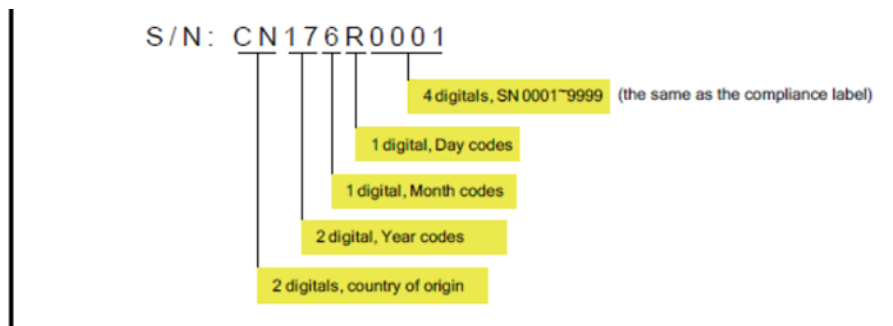 S/N: CN176R0001
4 digitals, SN 0001~9999 (the same as the compliance label)
1 digital, Day codes
1 digital, Month codes
2 digital, Year codes
2 digitals, country of origin